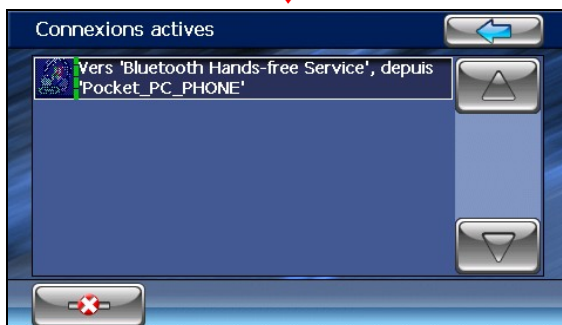 Connexions actives
Vers 'Bluetooth Hands-free Service', depuis
'Pocket_PC_PHONE'